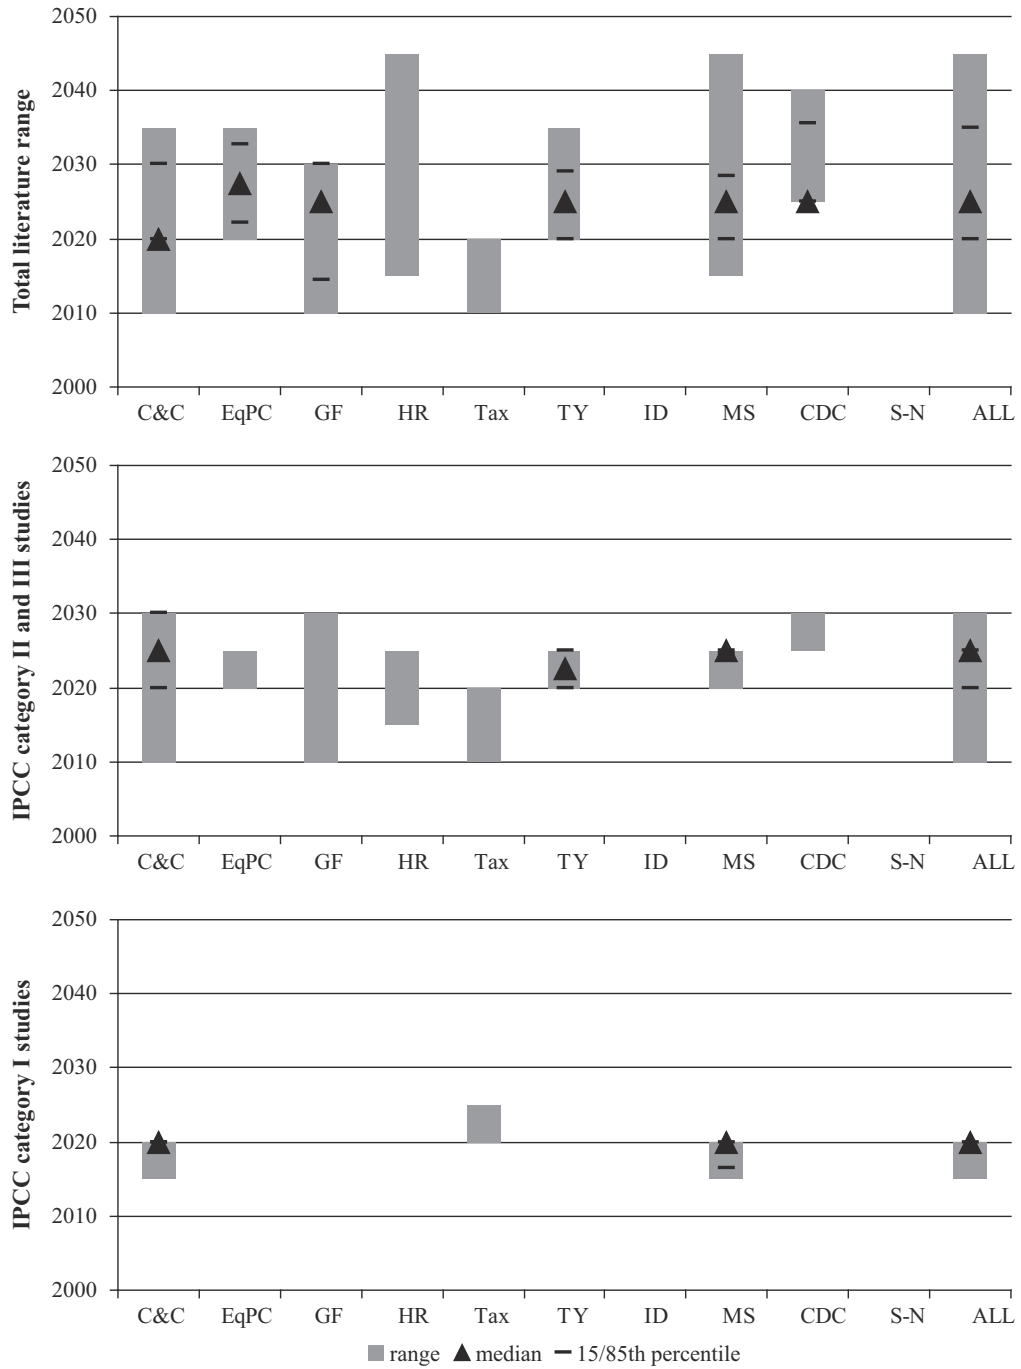 Total literature range
2050
2040
2030
2020
2010
2000
C&C EqPC GF HR Tax TY ID MS CDC S-N ALL
IPCC category II and III studies
2050
2040
2030
2020
2010
2000
C&C EqPC GF HR Tax TY ID MS CDC S-N ALL
IPCC category I studies
2050
2040
2030
2020
2010
2000
C&C EqPC GF HR Tax TY ID MS CDC S-N ALL
range median 15/85th percentile